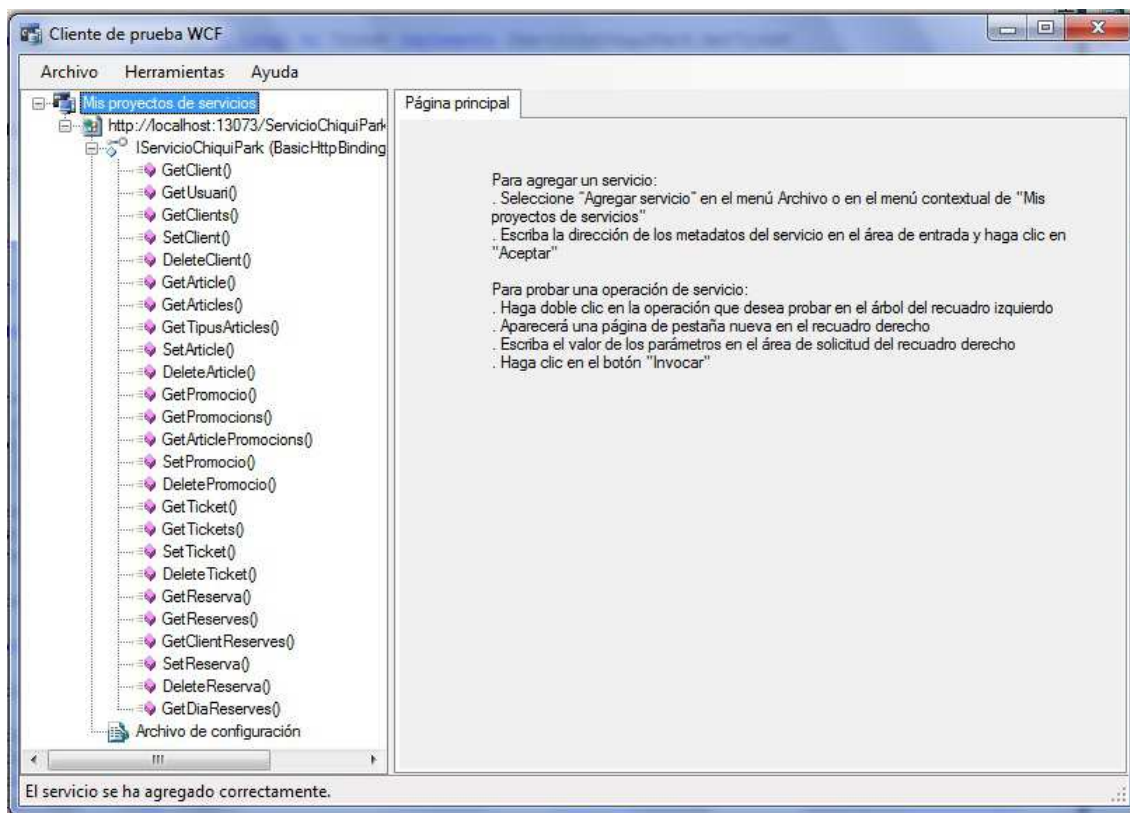 Cliente de prueba WCF
Archivo Herramientas Ayuda
Mis proyectos de servicios
http://localhost:13073/ServicioChiquiPark
IServicioChiquiPark (BasicHttpBinding
GetClient()
GetUsuari()
GetClients()
SetClient()
DeleteClient()
GetArticle()
GetArticles()
GetTipusArticles()
SetArticle()
DeleteArticle()
GetPromocio()
GetPromocions()
GetArticlePromocions()
SetPromocio()
DeletePromocio()
GetTicket()
GetTickets()
SetTicket()
DeleteTicket()
GetReserva()
GetReserves()
GetClientReserves()
SetReserva()
DeleteReserva()
GetDiaReserves()
Archivo de configuración
Página principal
Para agregar un servicio:
. Seleccione "Agregar servicio" en el menú Archivo o en el menú contextual de "Mis
proyectos de servicios"
. Escriba la dirección de los metadatos del servicio en el área de entrada y haga clic en
"Aceptar"
Para probar una operación de servicio:
. Haga doble clic en la operación que desea probar en el árbol del recuadro izquierdo
. Aparecerá una página de pestaña nueva en el recuadro derecho
. Escriba el valor de los parámetros en el área de solicitud del recuadro derecho
. Haga clic en el botón "Invocar"
El servicio se ha agregado correctamente.